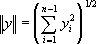 ‖y‖ = ( ∑_{i=1}^{n-1} y_i^2 )^{1/2}